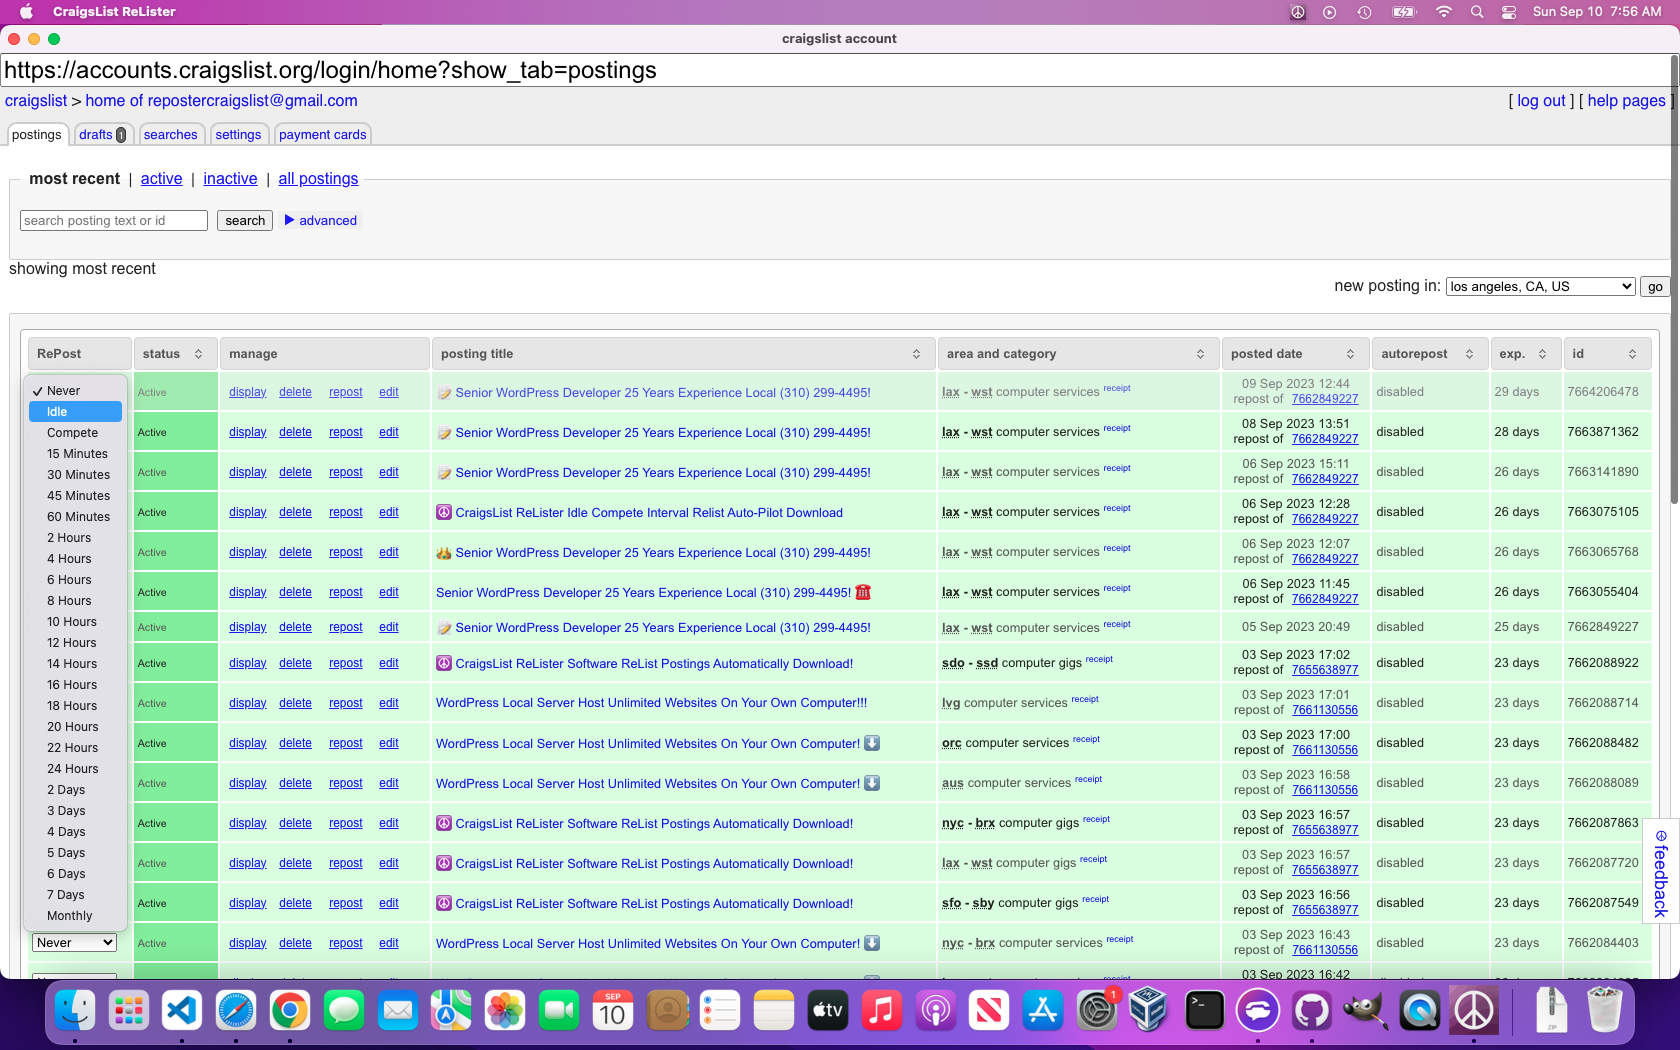 CraigsList ReLister
Sun Sep 10 7:56 AM
craigslist account
https://accounts.craigslist.org/login/home?show_tab=postings
craigslist > home of repostercraigslist@gmail.com
[ log out ] [ help pages ]
postings drafts 1 searches settings payment cards
most recent | active | inactive | all postings
search posting text or id search ▶ advanced
showing most recent
new posting in: los angeles, CA, US go
RePost status manage posting title area and category posted date autorepost exp. id
✓ Never
Idle
Compete
15 Minutes
30 Minutes
45 Minutes
60 Minutes
2 Hours
4 Hours
6 Hours
8 Hours
10 Hours
12 Hours
14 Hours
16 Hours
18 Hours
20 Hours
22 Hours
24 Hours
2 Days
3 Days
4 Days
5 Days
6 Days
7 Days
Monthly
Never
Active display delete repost edit 📝 Senior WordPress Developer 25 Years Experience Local (310) 299-4495! lax - wst computer services receipt 09 Sep 2023 12:44 repost of 7662849227 disabled 29 days 7664206478
Active display delete repost edit 📝 Senior WordPress Developer 25 Years Experience Local (310) 299-4495! lax - wst computer services receipt 08 Sep 2023 13:51 repost of 7662849227 disabled 28 days 7663871362
Active display delete repost edit 📝 Senior WordPress Developer 25 Years Experience Local (310) 299-4495! lax - wst computer services receipt 06 Sep 2023 15:11 repost of 7662849227 disabled 26 days 7663141890
Active display delete repost edit ☮ CraigsList ReLister Idle Compete Interval Relist Auto-Pilot Download lax - wst computer services receipt 06 Sep 2023 12:28 repost of 7662849227 disabled 26 days 7663075105
Active display delete repost edit Senior WordPress Developer 25 Years Experience Local (310) 299-4495! lax - wst computer services receipt 06 Sep 2023 12:07 repost of 7662849227 disabled 26 days 7663065768
Active display delete repost edit Senior WordPress Developer 25 Years Experience Local (310) 299-4495! ☎ lax - wst computer services receipt 06 Sep 2023 11:45 repost of 7662849227 disabled 26 days 7663055404
Active display delete repost edit 📝 Senior WordPress Developer 25 Years Experience Local (310) 299-4495! lax - wst computer services receipt 05 Sep 2023 20:49 disabled 25 days 7662849227
Active display delete repost edit ☮ CraigsList ReLister Software ReList Postings Automatically Download! sdo - ssd computer gigs receipt 03 Sep 2023 17:02 repost of 7655638977 disabled 23 days 7662088922
Active display delete repost edit WordPress Local Server Host Unlimited Websites On Your Own Computer!!! lvg computer services receipt 03 Sep 2023 17:01 repost of 7661130556 disabled 23 days 7662088714
Active display delete repost edit WordPress Local Server Host Unlimited Websites On Your Own Computer! ⬇ orc computer services receipt 03 Sep 2023 17:00 repost of 7661130556 disabled 23 days 7662088482
Active display delete repost edit WordPress Local Server Host Unlimited Websites On Your Own Computer! ⬇ aus computer services receipt 03 Sep 2023 16:58 repost of 7661130556 disabled 23 days 7662088089
Active display delete repost edit ☮ CraigsList ReLister Software ReList Postings Automatically Download! nyc - brx computer gigs receipt 03 Sep 2023 16:57 repost of 7655638977 disabled 23 days 7662087863
Active display delete repost edit ☮ CraigsList ReLister Software ReList Postings Automatically Download! lax - wst computer gigs receipt 03 Sep 2023 16:57 repost of 7655638977 disabled 23 days 7662087720
Active display delete repost edit ☮ CraigsList ReLister Software ReList Postings Automatically Download! sfo - sby computer gigs receipt 03 Sep 2023 16:56 repost of 7655638977 disabled 23 days 7662087549
Active display delete repost edit WordPress Local Server Host Unlimited Websites On Your Own Computer! ⬇ nyc - brx computer services receipt 03 Sep 2023 16:43 repost of 7661130556 disabled 23 days 7662084403
03 Sep 2023 16:42
☮ feedback
SEP
10
tv
1
ZIP